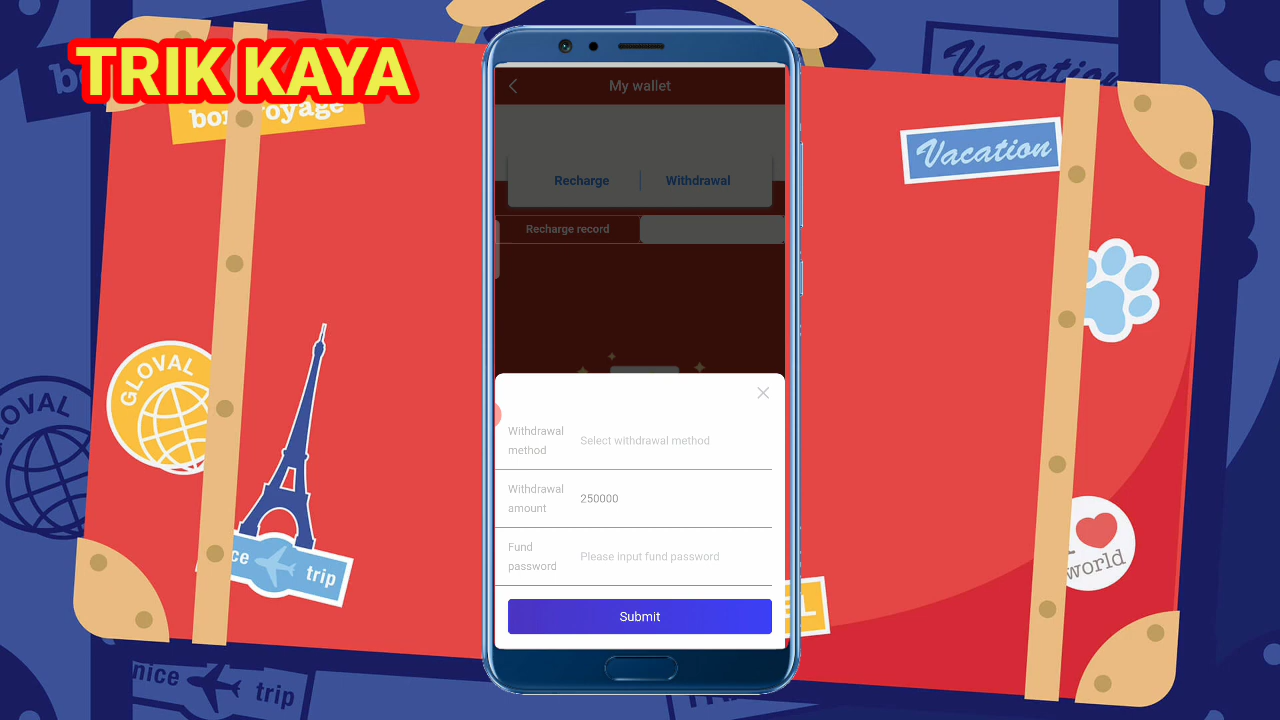 TRIK KAYA
bon voyage
Vacation
Vacation
My wallet
Recharge
Withdrawal
Recharge record
GLOVAL
GLOVAL
Withdrawal
method
Select withdrawal method
Withdrawal
amount
250000
Fund
password
Please input fund password
Submit
nice trip
I
world
nice trip